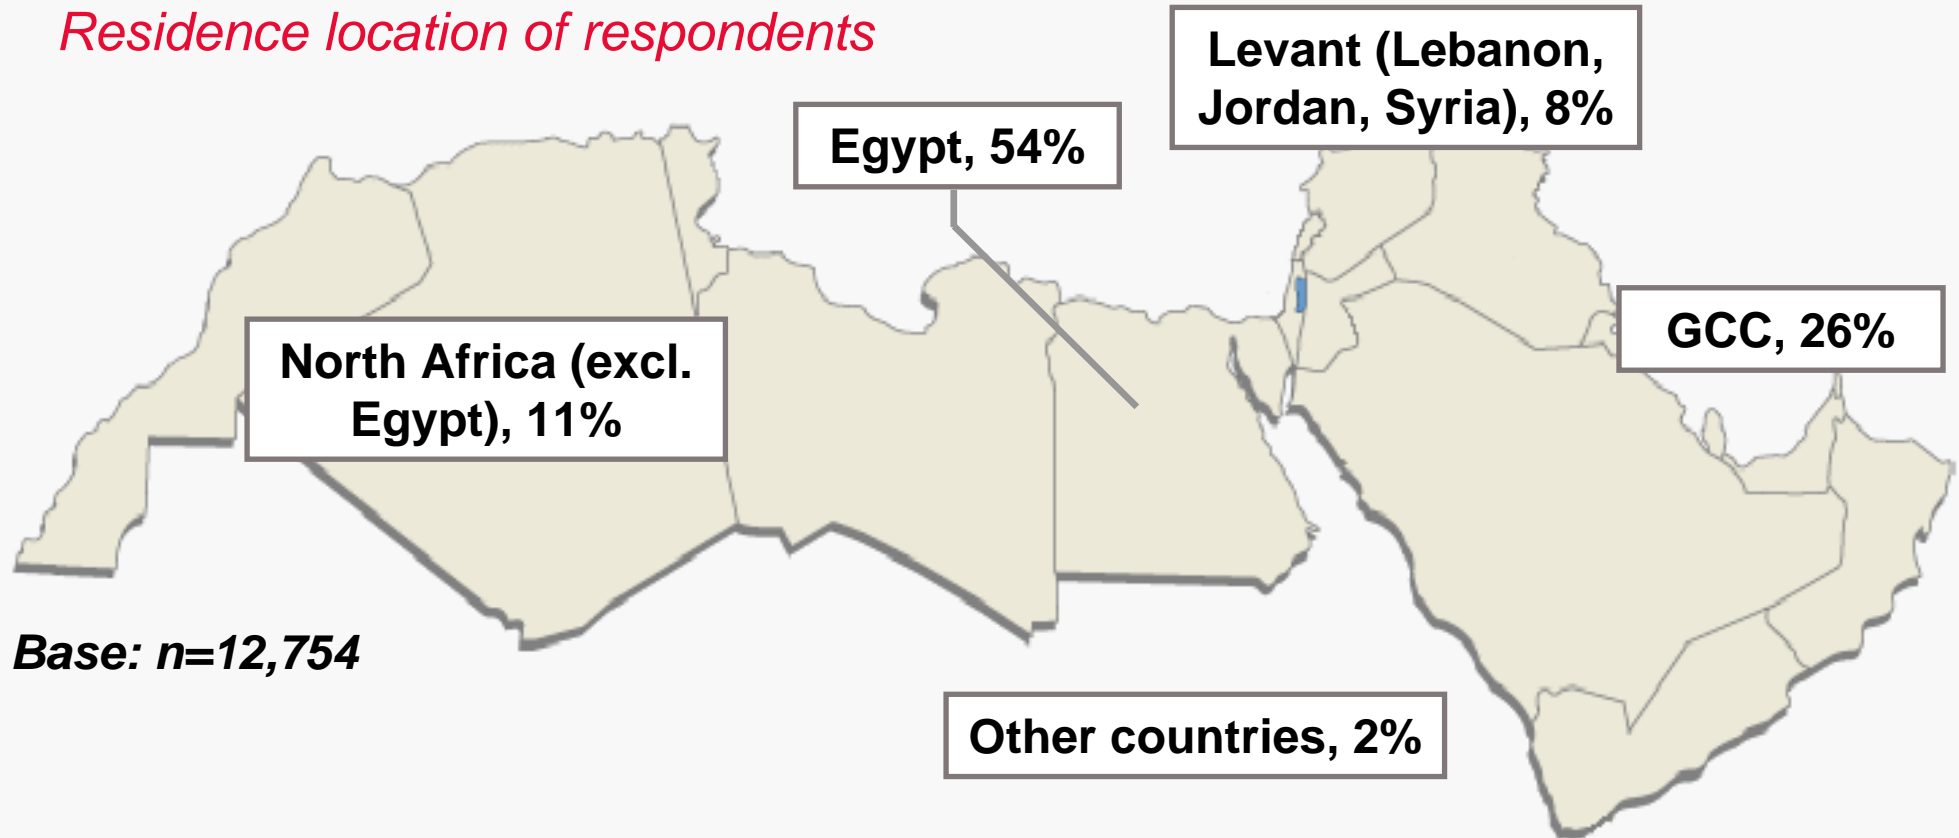 Residence location of respondents
Levant (Lebanon,
Jordan, Syria), 8%
Egypt, 54%
GCC, 26%
North Africa (excl.
Egypt), 11%
Base: n=12,754
Other countries, 2%